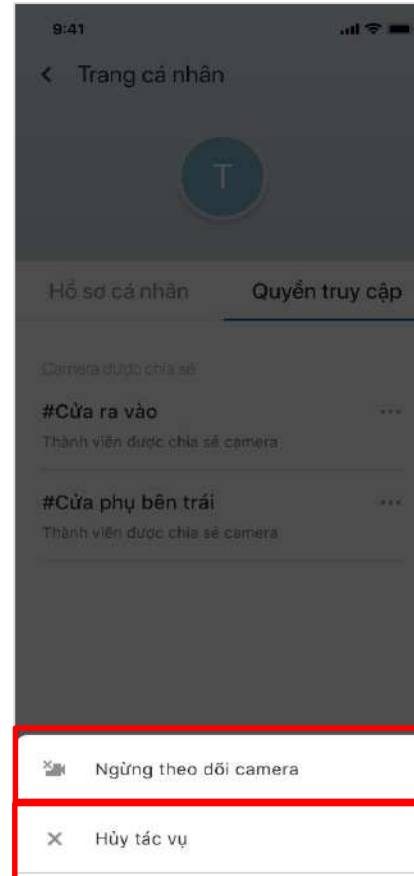 9:41
Trang cá nhân
T
Hồ sơ cá nhân Quyền truy cập
Camera được chia sẻ
#Cửa ra vào
Thành viên được chia sẻ camera
#Cửa phụ bên trái
Thành viên được chia sẻ camera
Ngừng theo dõi camera
Hủy tác vụ